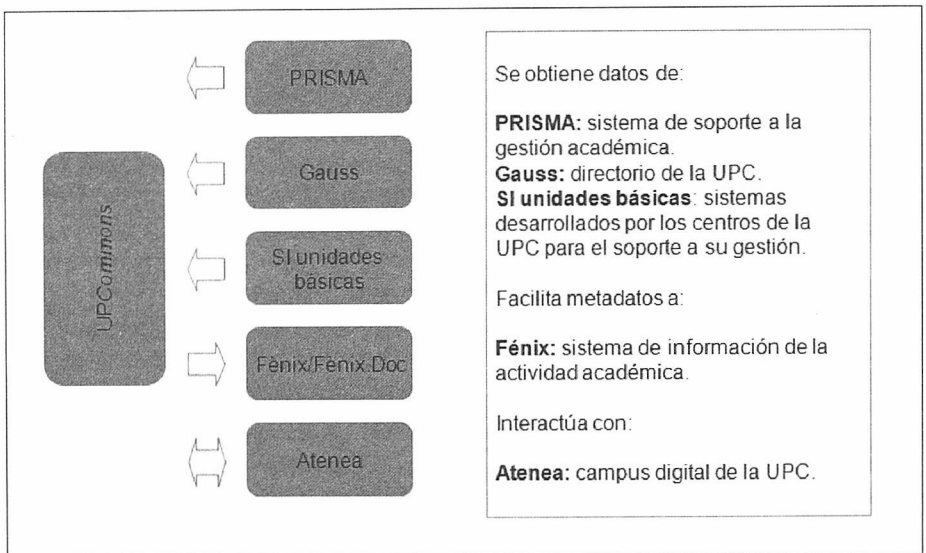 UPCommons
PRISMA
Gauss
SI unidades
básicas
Fènix/Fènix.Doc
Atenea
Se obtiene datos de:
PRISMA: sistema de soporte a la
gestión académica.
Gauss: directorio de la UPC.
SI unidades básicas: sistemas
desarrollados por los centros de la
UPC para el soporte a su gestión.
Facilita metadatos a:
Fénix: sistema de información de la
actividad académica.
Interactúa con:
Atenea: campus digital de la UPC.